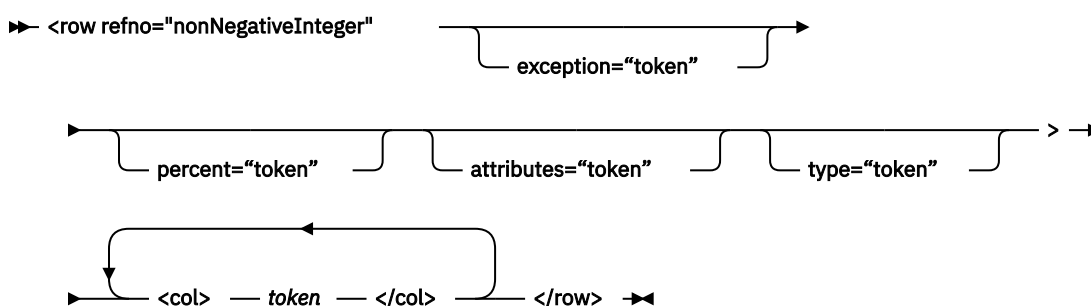 <row refno="nonNegativeInteger"
exception=“token”
percent=“token” attributes=“token” type=“token” >
<col> token </col> </row>